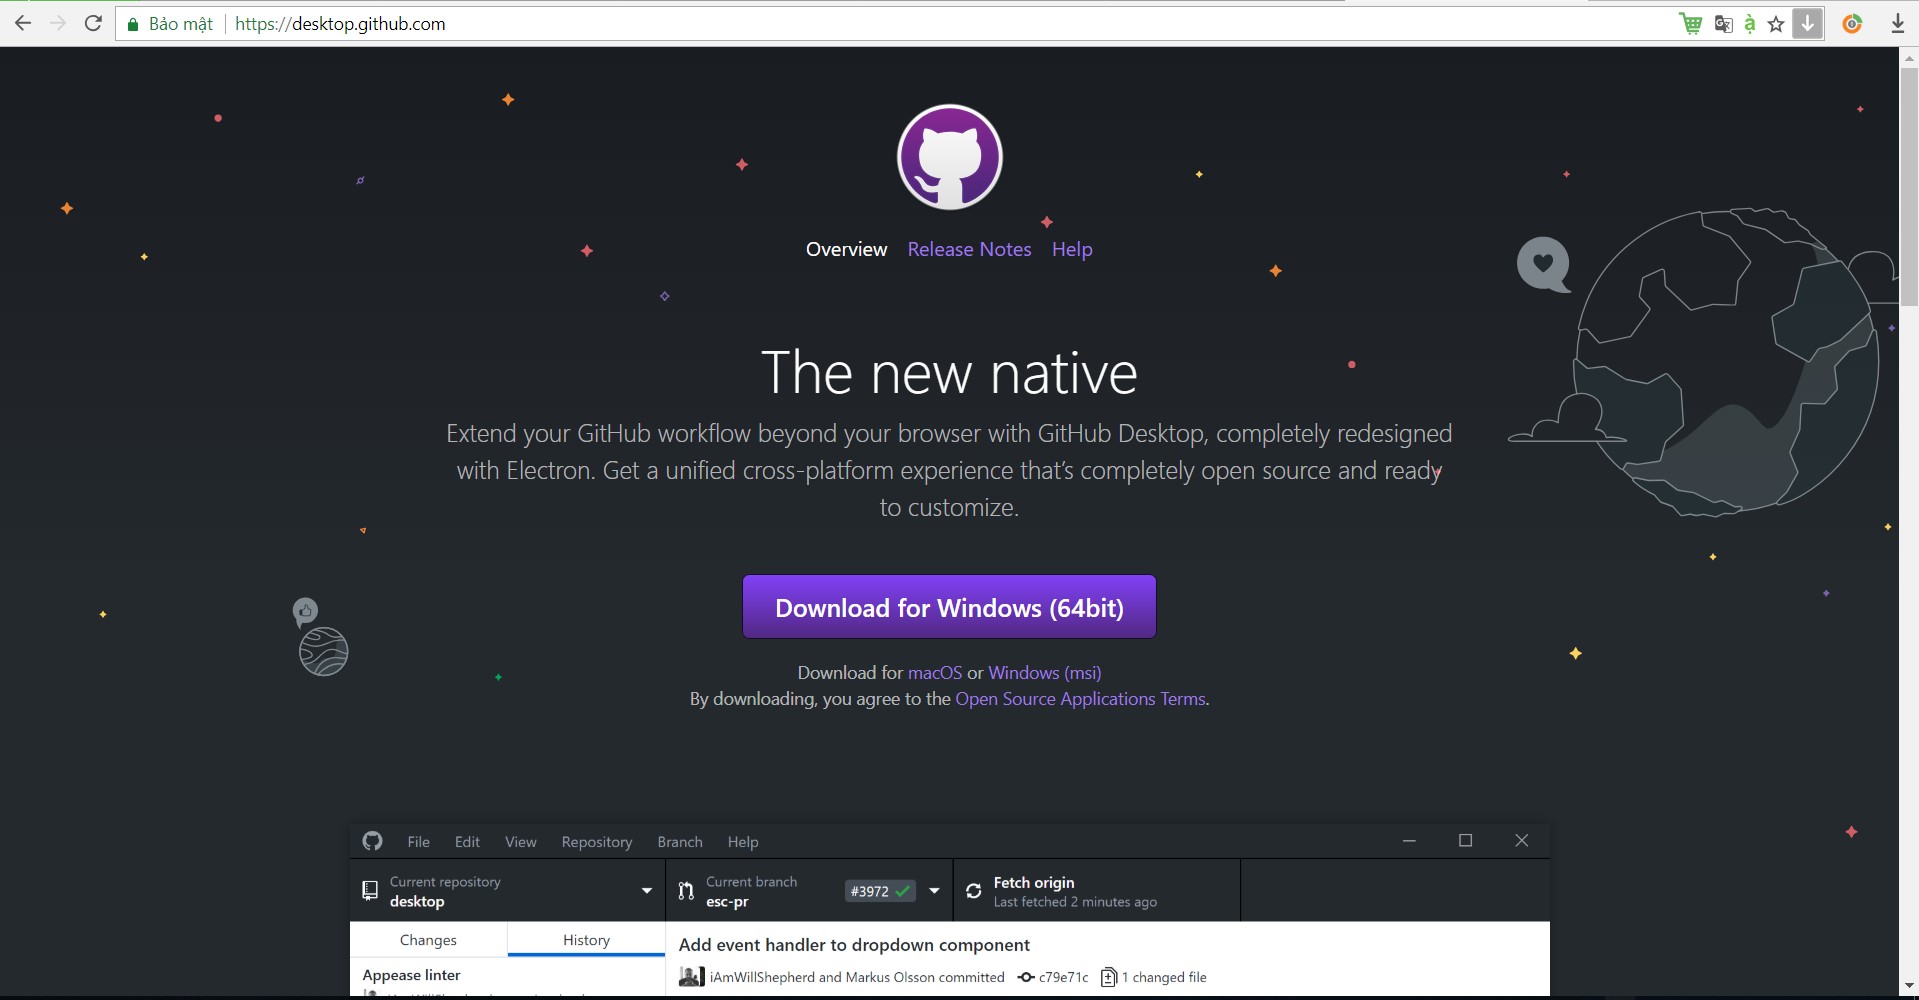 Bảo mật https://desktop.github.com
Overview Release Notes Help
The new native
Extend your GitHub workflow beyond your browser with GitHub Desktop, completely redesigned
with Electron. Get a unified cross-platform experience that's completely open source and ready
to customize.
Download for Windows (64bit)
Download for macOS or Windows (msi)
By downloading, you agree to the Open Source Applications Terms.
File Edit View Repository Branch Help
Current repository
desktop
Current branch
esc-pr
#3972
Fetch origin
Last fetched 2 minutes ago
Changes History
Add event handler to dropdown component
iAmWillShepherd and Markus Olsson committed c79e71c 1 changed file
Appease linter